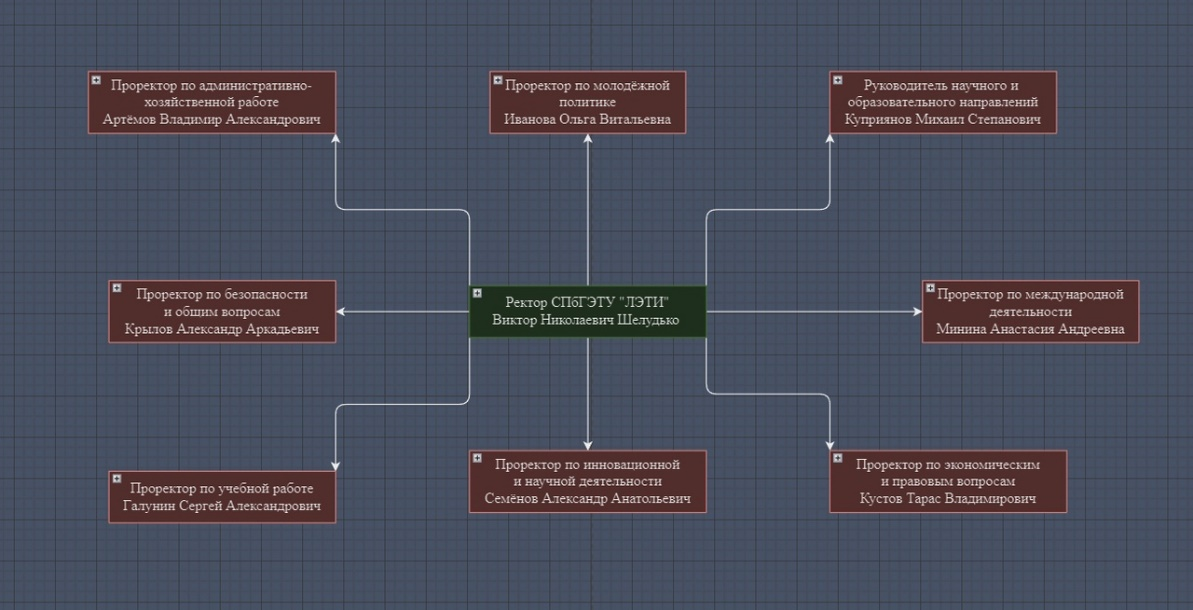 Проректор по административно-
хозяйственной работе
Артёмов Владимир Александрович
Проректор по молодёжной
политике
Иванова Ольга Витальевна
Руководитель научного и
образовательного направлений
Куприянов Михаил Степанович
Проректор по безопасности
и общим вопросам
Крылов Александр Аркадьевич
Ректор СПбГЭТУ "ЛЭТИ"
Виктор Николаевич Шелудько
Проректор по международной
деятельности
Минина Анастасия Андреевна
Проректор по учебной работе
Галунин Сергей Александрович
Проректор по инновационной
и научной деятельности
Семёнов Александр Анатольевич
Проректор по экономическим
и правовым вопросам
Кустов Тарас Владимирович